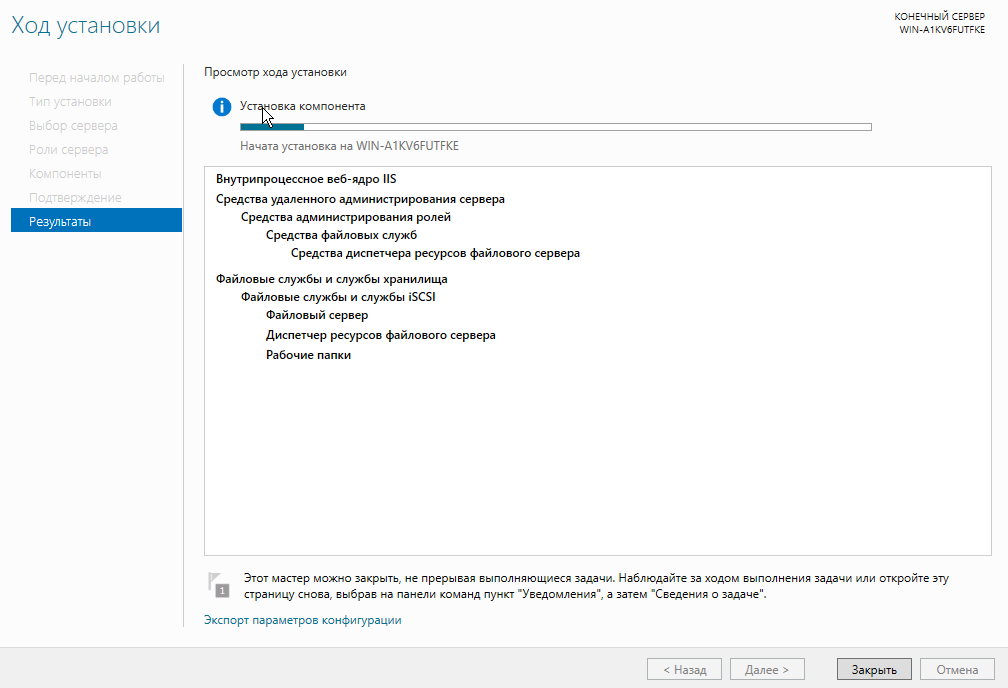 Ход установки
КОНЕЧНЫЙ СЕРВЕР
WIN-A1KV6FUTFKE
Перед началом работы
Тип установки
Выбор сервера
Роли сервера
Компоненты
Подтверждение
Результаты
Просмотр хода установки
Установка компонента
Начата установка на WIN-A1KV6FUTFKE
Внутрипроцессное веб-ядро IIS
Средства удаленного администрирования сервера
Средства администрирования ролей
Средства файловых служб
Средства диспетчера ресурсов файлового сервера
Файловые службы и службы хранилища
Файловые службы и службы iSCSI
Файловый сервер
Диспетчер ресурсов файлового сервера
Рабочие папки
1
Этот мастер можно закрыть, не прерывая выполняющиеся задачи. Наблюдайте за ходом выполнения задачи или откройте эту
страницу снова, выбрав на панели команд пункт "Уведомления", а затем "Сведения о задаче".
Экспорт параметров конфигурации
< Назад
Далее >
Закрыть
Отмена